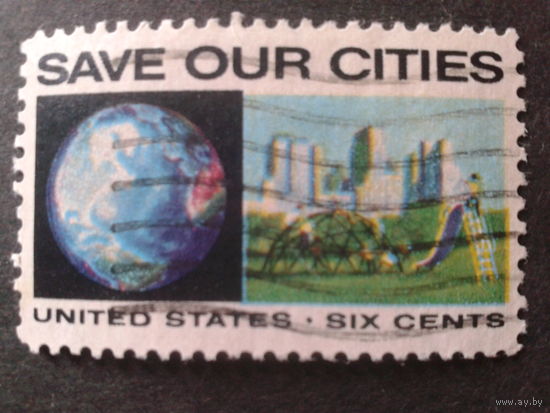 SAVE OUR CITIES
UNITED STATES · SIX CENTS
© www.ay.by